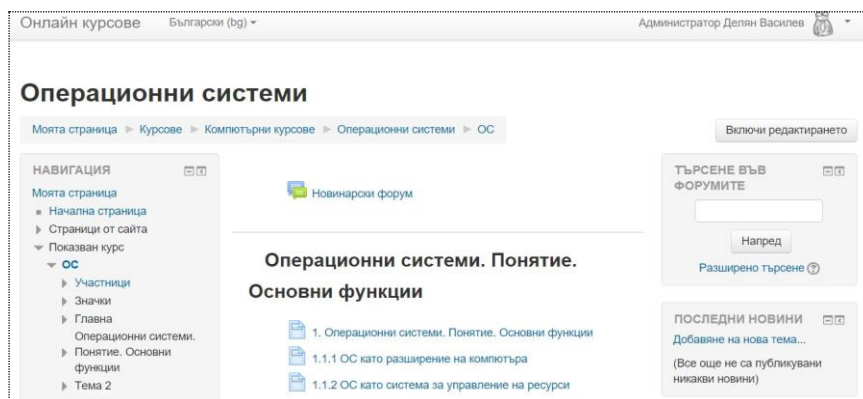 Онлайн курсове Български (bg)
Администратор Делян Василев
Операционни системи
Моята страница Курсове Компютърни курсове Операционни системи ОС
Включи редактирането
НАВИГАЦИЯ
Моята страница
Начална страница
Страници от сайта
Показван курс
ОС
Участници
Значки
Главна
Операционни системи.
Понятие. Основни
функции
Тема 2
Новинарски форум
Операционни системи. Понятие.
Основни функции
1. Операционни системи. Понятие. Основни функции
1.1.1 ОС като разширение на компютъра
1.1.2 ОС като система за управление на ресурси
ТЪРСЕНЕ ВЪВ
ФОРУМИТЕ
Напред
Разширено търсене
ПОСЛЕДНИ НОВИНИ
Добавяне на нова тема...
(Все още не са публикувани
никакви новини)